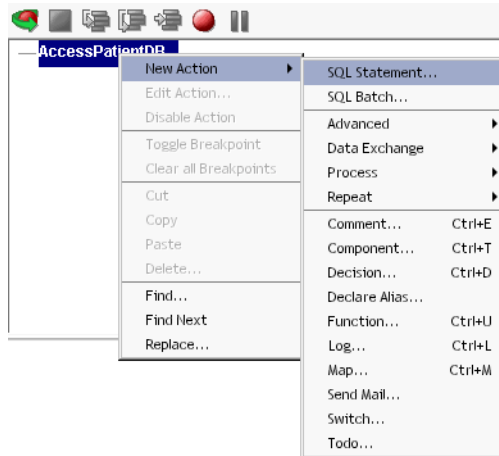 AccessPatientDB
New Action
Edit Action...
Disable Action
Toggle Breakpoint
Clear all Breakpoints
Cut
Copy
Paste
Delete...
Find...
Find Next
Replace...
SQL Statement...
SQL Batch...
Advanced
Data Exchange
Process
Repeat
Comment... Ctrl+E
Component... Ctrl+T
Decision... Ctrl+D
Declare Alias...
Function... Ctrl+U
Log... Ctrl+L
Map... Ctrl+M
Send Mail...
Switch...
Todo...